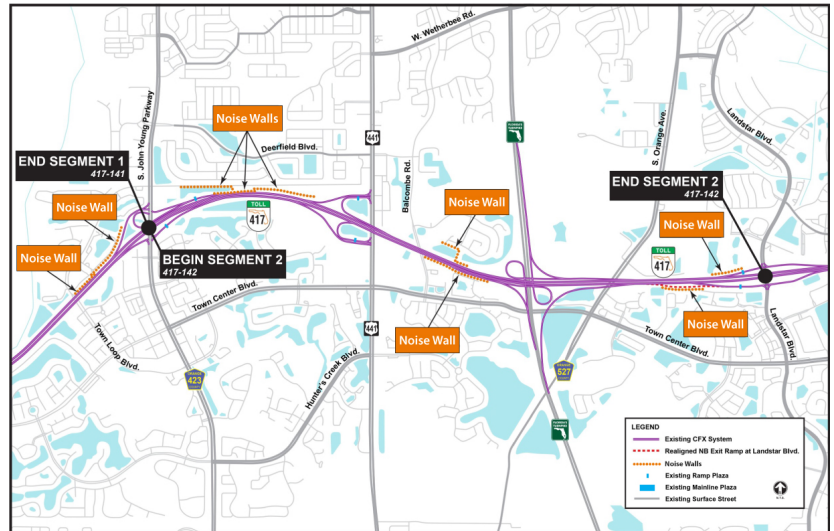 W. Wetherbee Rd.
S. John Young Parkway
Noise Walls
441
Deerfield Blvd.
Landstar Blvd.
S. Orange Ave.
END SEGMENT 1
417-141
Balcombe Rd.
END SEGMENT 2
417-142
Noise Wall
TOLL
417
Noise Wall
Noise Wall
BEGIN SEGMENT 2
417-142
TOLL
417
Noise Wall
Town Center Blvd.
441
Noise Wall
Noise Wall
Town Loop Blvd.
Town Center Blvd.
Landstar Blvd.
Hunter's Creek Blvd.
423
527
LEGEND
Existing CFX System
Realigned NB Exit Ramp at Landstar Blvd.
Noise Walls
Existing Ramp Plaza
Existing Mainline Plaza
Existing Surface Street